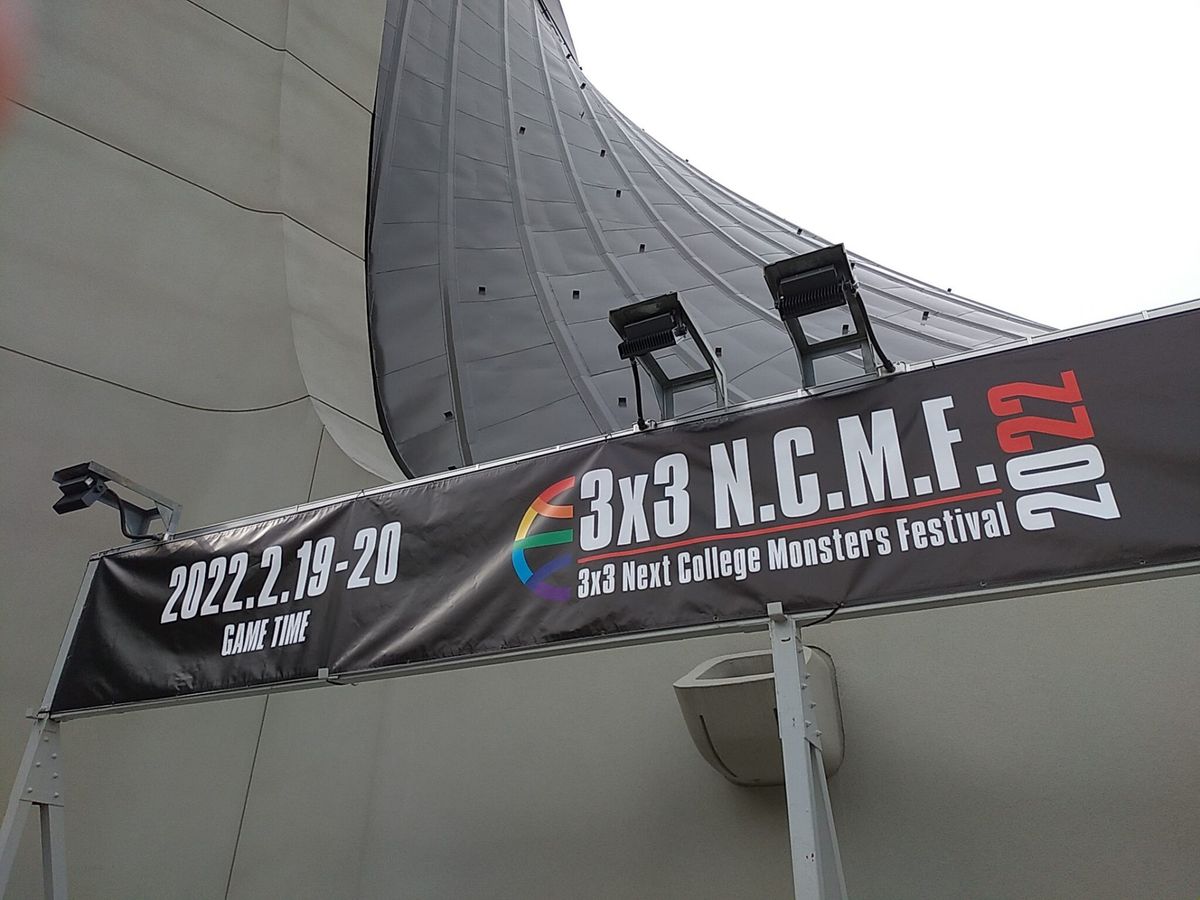 2022.2.19-20
GAME TIME
3x3 N.C.M.F.
3x3 Next College Monsters Festival
2022